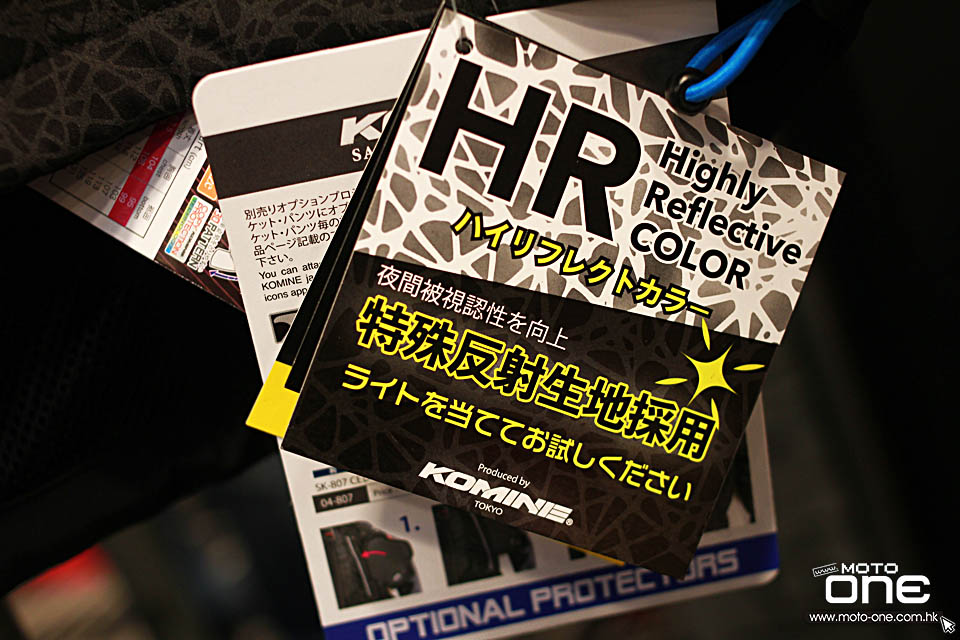 HR
Highly
Reflective
COLOR
ハイリフレクトカラー
夜間被視認性を向上
特殊反射生地採用
ライトを当ててお試しください
Produced by
KOMINE®
TOKYO
別売りオプションプロ
ケット・パンツにオプ
ケット・パンツ毎の
品ページ記載の
下さい。
You can atta
KOMINE ja
icons app
SK-807 CE
04-807
Price
1.
OPTIONAL PROTECTORS
MOTO
ONE
www.moto-one.com.hk